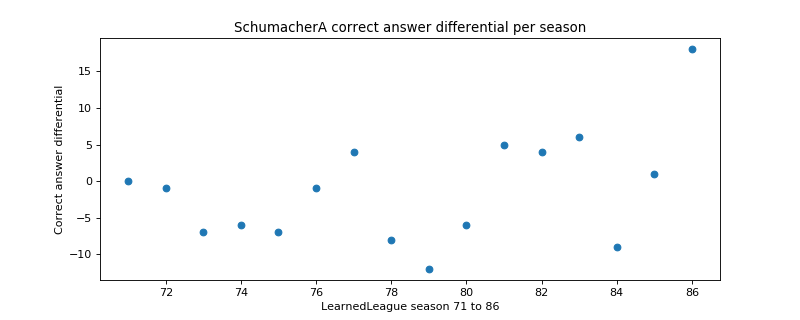 SchumacherA correct answer differential per season
Correct answer differential
15
10
5
0
−5
−10
72 74 76 78 80 82 84 86
LearnedLeague season 71 to 86